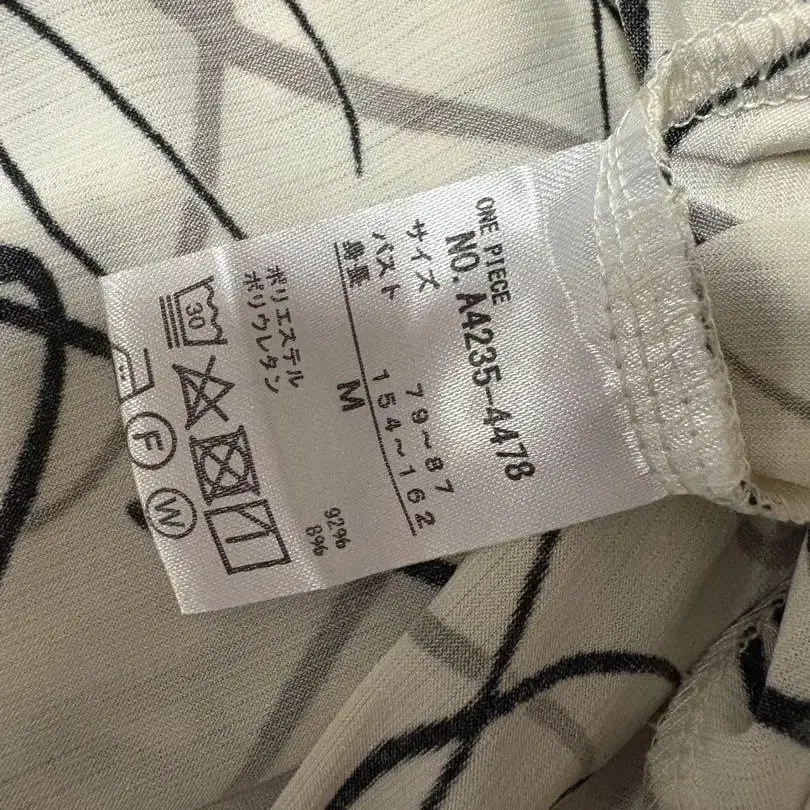 ONE PIECE
NO. A4235-4478
サイズ
バスト 79~87
身長 154~162
M
ポリエステル 92%
ポリウレタン 8%
30
F
W